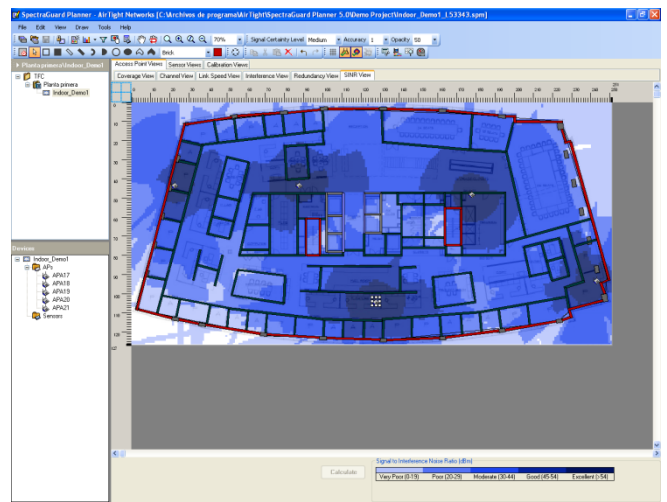 SpectraGuard Planner - AirTight Networks [C:\Archivos de programa\AirTight\SpectraGuard Planner 5.0\Demo Project\Indoor_Demo1_L53343.spm]
File Edit View Draw Tools Help
70% Signal Certainty Level Medium Accuracy 1 Opacity 50
Brick
Planta primera\Indoor_Demo1
Access Point Views Sensor Views Calibration Views
Coverage View Channel View Link Speed View Interference View Redundancy View SINR View
TFC
Planta primera
Indoor_Demo1
Devices
Indoor_Demo1
APs
APA17
APA18
APA19
APA20
APA21
Sensors
Calculate
Signal to Interference Noise Ratio (dBm)
Very Poor (0-19) Poor (20-29) Moderate (30-44) Good (45-54) Excellent (>54)